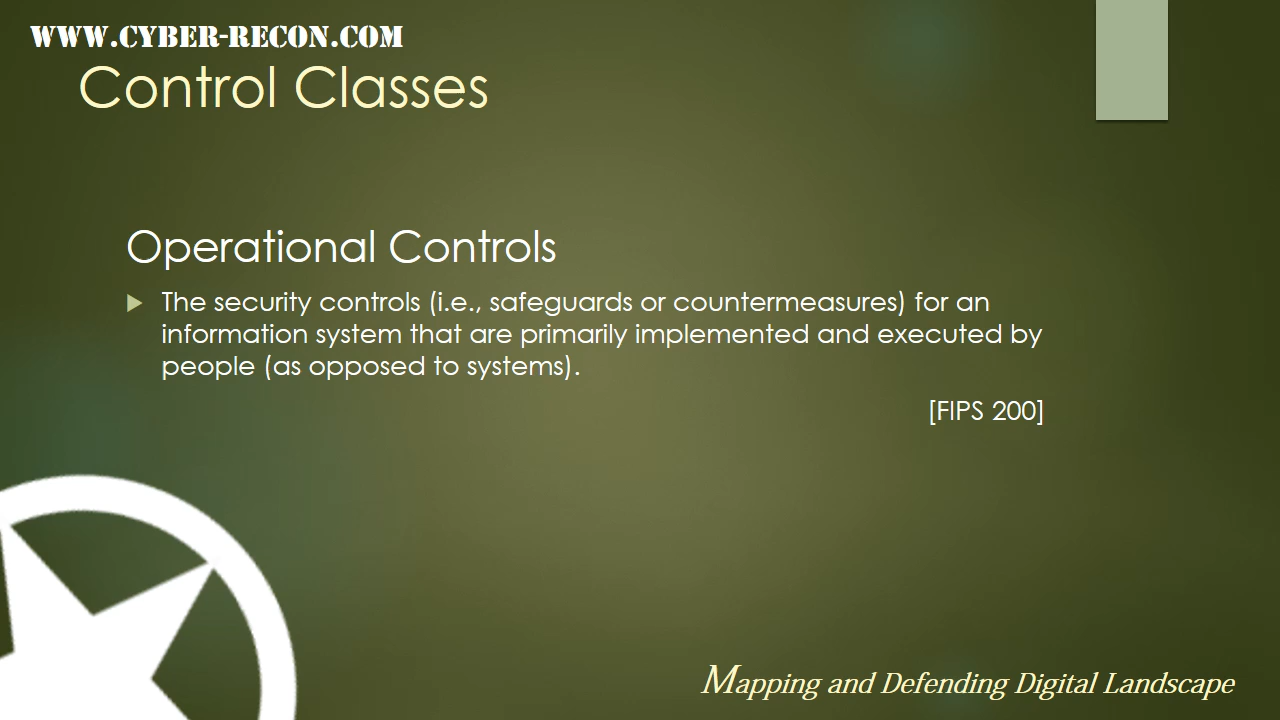 WWW.CYBER-RECON.COM
Control Classes
Operational Controls
The security controls (i.e., safeguards or countermeasures) for an
information system that are primarily implemented and executed by
people (as opposed to systems).
[FIPS 200]
Mapping and Defending Digital Landscape